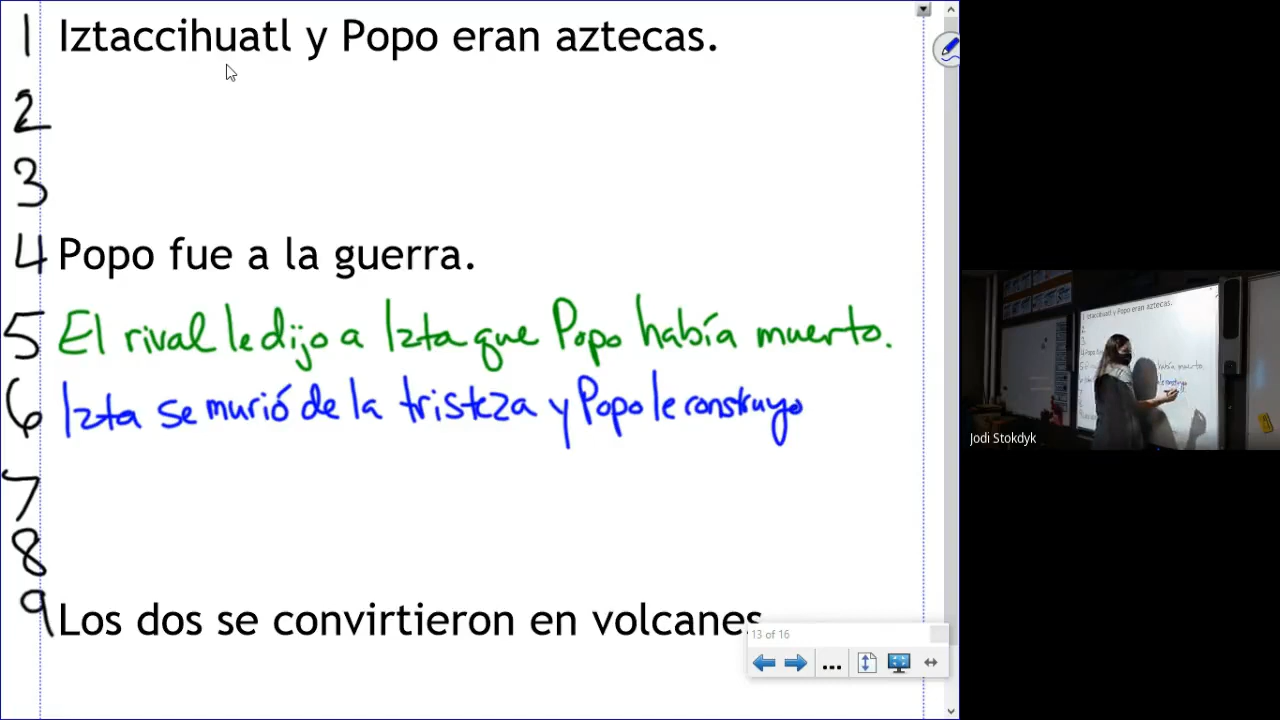 1 Iztaccihuatl y Popo eran aztecas.
2
3
4 Popo fue a la guerra.
5 El rival le dijo a Izta que Popo había muerto.
6 Izta se murió de la tristeza y Popo le construyo
7
8
9 Los dos se convirtieron en volcanes
13 of 16
Jodi Stokdyk